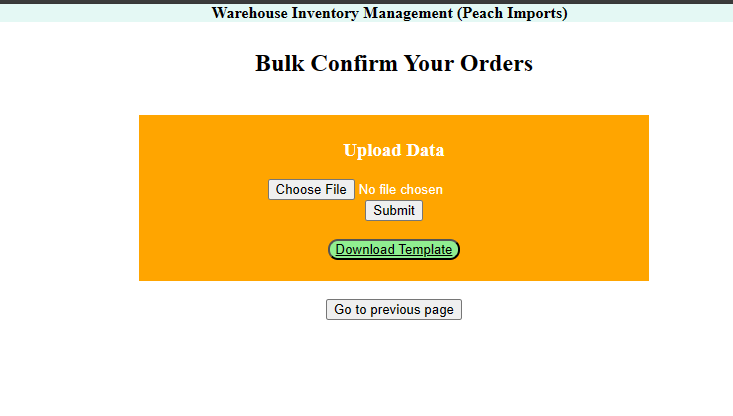 Warehouse Inventory Management (Peach Imports)
Bulk Confirm Your Orders
Upload Data
Choose File No file chosen
Submit
Download Template
Go to previous page